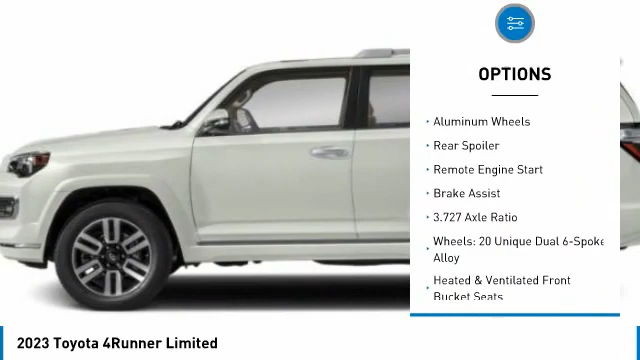 OPTIONS
• Aluminum Wheels
• Rear Spoiler
• Remote Engine Start
• Brake Assist
• 3.727 Axle Ratio
• Wheels: 20 Unique Dual 6-Spoke
Alloy
• Heated & Ventilated Front
Bucket Seats
2023 Toyota 4Runner Limited